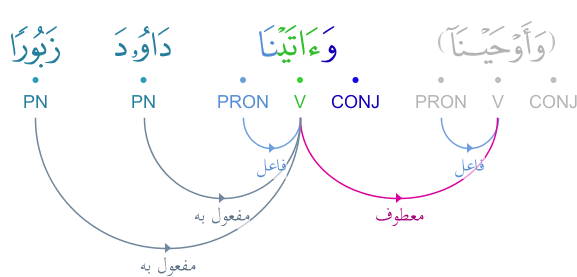 (وَأَوْحَيْنَآ) وَءَاتَيْنَا دَاوُۥدَ زَبُورًا
CONJ V PRON CONJ V PRON PN PN
فاعل فاعل
معطوف مفعول به
مفعول به